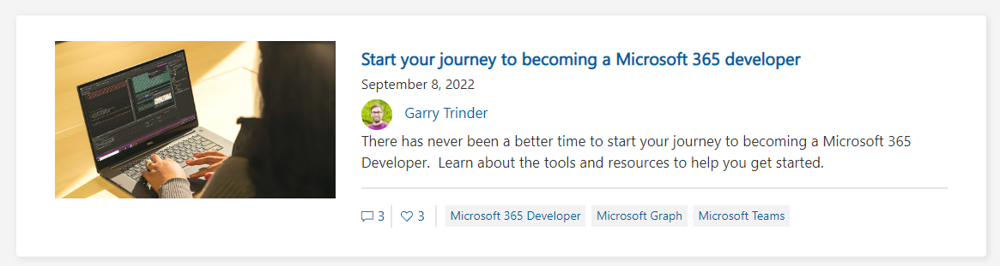 Start your journey to becoming a Microsoft 365 developer
September 8, 2022
Garry Trinder
There has never been a better time to start your journey to becoming a Microsoft 365
Developer.  Learn about the tools and resources to help you get started.
3 3 Microsoft 365 Developer Microsoft Graph Microsoft Teams